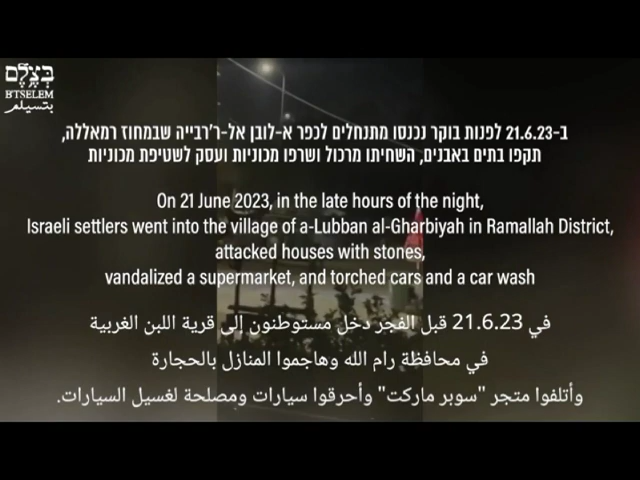 בְּצֶלֶם
B'TSELEM
بتسيلم
ב-21.6.23 לפנות בוקר נכנסו מתנחלים לכפר א-לובן אל-ר'רבייה שבמחוז רמאללה,
תקפו בתים באבנים, השחיתו מרכול ושרפו מכוניות ועסק לשטיפת מכוניות
On 21 June 2023, in the late hours of the night,
Israeli settlers went into the village of a-Lubban al-Gharbiyah in Ramallah District,
attacked houses with stones,
vandalized a supermarket, and torched cars and a car wash
في 21.6.23 قبل الفجر دخل مستوطنون إلى قرية اللبن الغربية
في محافظة رام الله وهاجموا المنازل بالحجارة
وأتلفوا متجر "سوبر ماركت" وأحرقوا سيارات ومصلحة لغسيل السيارات.